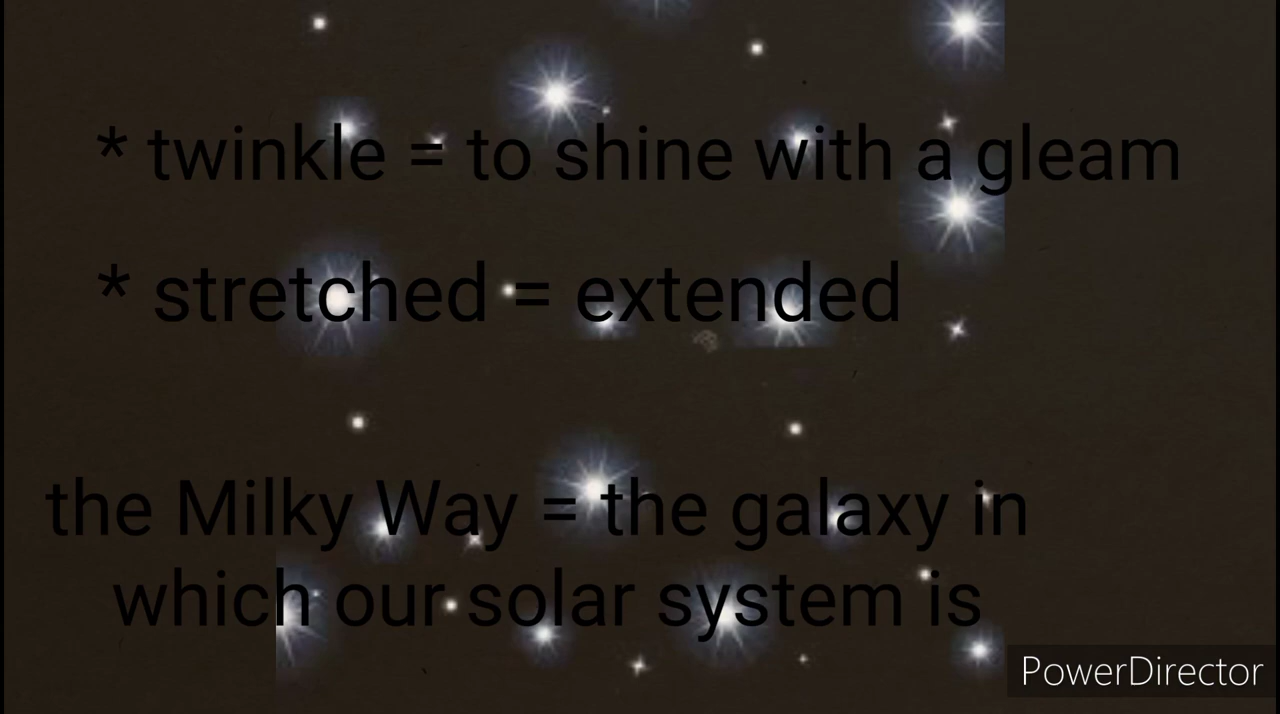 * twinkle = to shine with a gleam
* stretched = extended
the Milky Way = the galaxy in
which our solar system is
PowerDirector